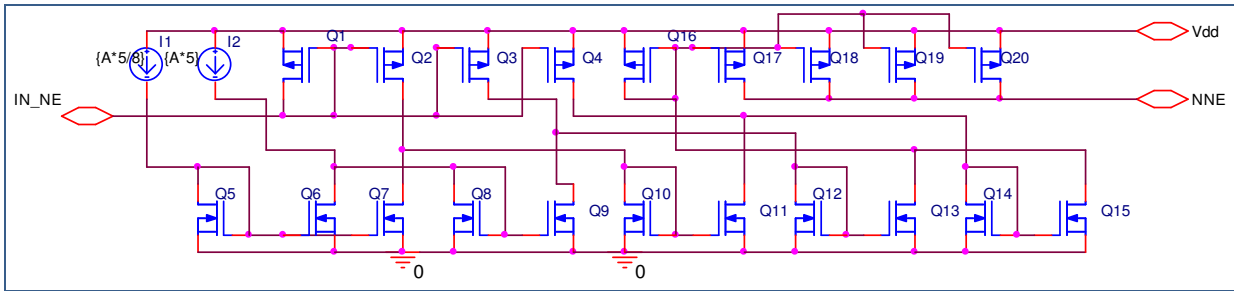 I1
I2
{A*5/8}
{A*5}
Q1
Q2
Q3
Q4
Q16
Q17
Q18
Q19
Q20
Vdd
IN_NE
NNE
Q5
Q6
Q7
Q8
Q9
Q10
Q11
Q12
Q13
Q14
Q15
0
0